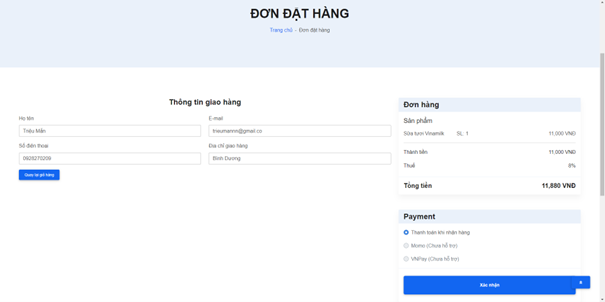 ĐƠN ĐẶT HÀNG
Trang chủ - Đơn đặt hàng
Thông tin giao hàng
Họ tên
E-mail
Triệu Mẫn
trieumamnn@gmail.co
Số điện thoại
Địa chỉ giao hàng
0928270209
Bình Dương
Quay lại giỏ hàng
Đơn hàng
Sản phẩm
Sữa tươi Vinamilk SL: 1 11,000 VNĐ
Thành tiền 11,000 VNĐ
Thuế 8%
Tổng tiền 11,880 VNĐ
Payment
Thanh toán khi nhận hàng
Momo (Chưa hỗ trợ)
VNPay (Chưa hỗ trợ)
Xác nhận